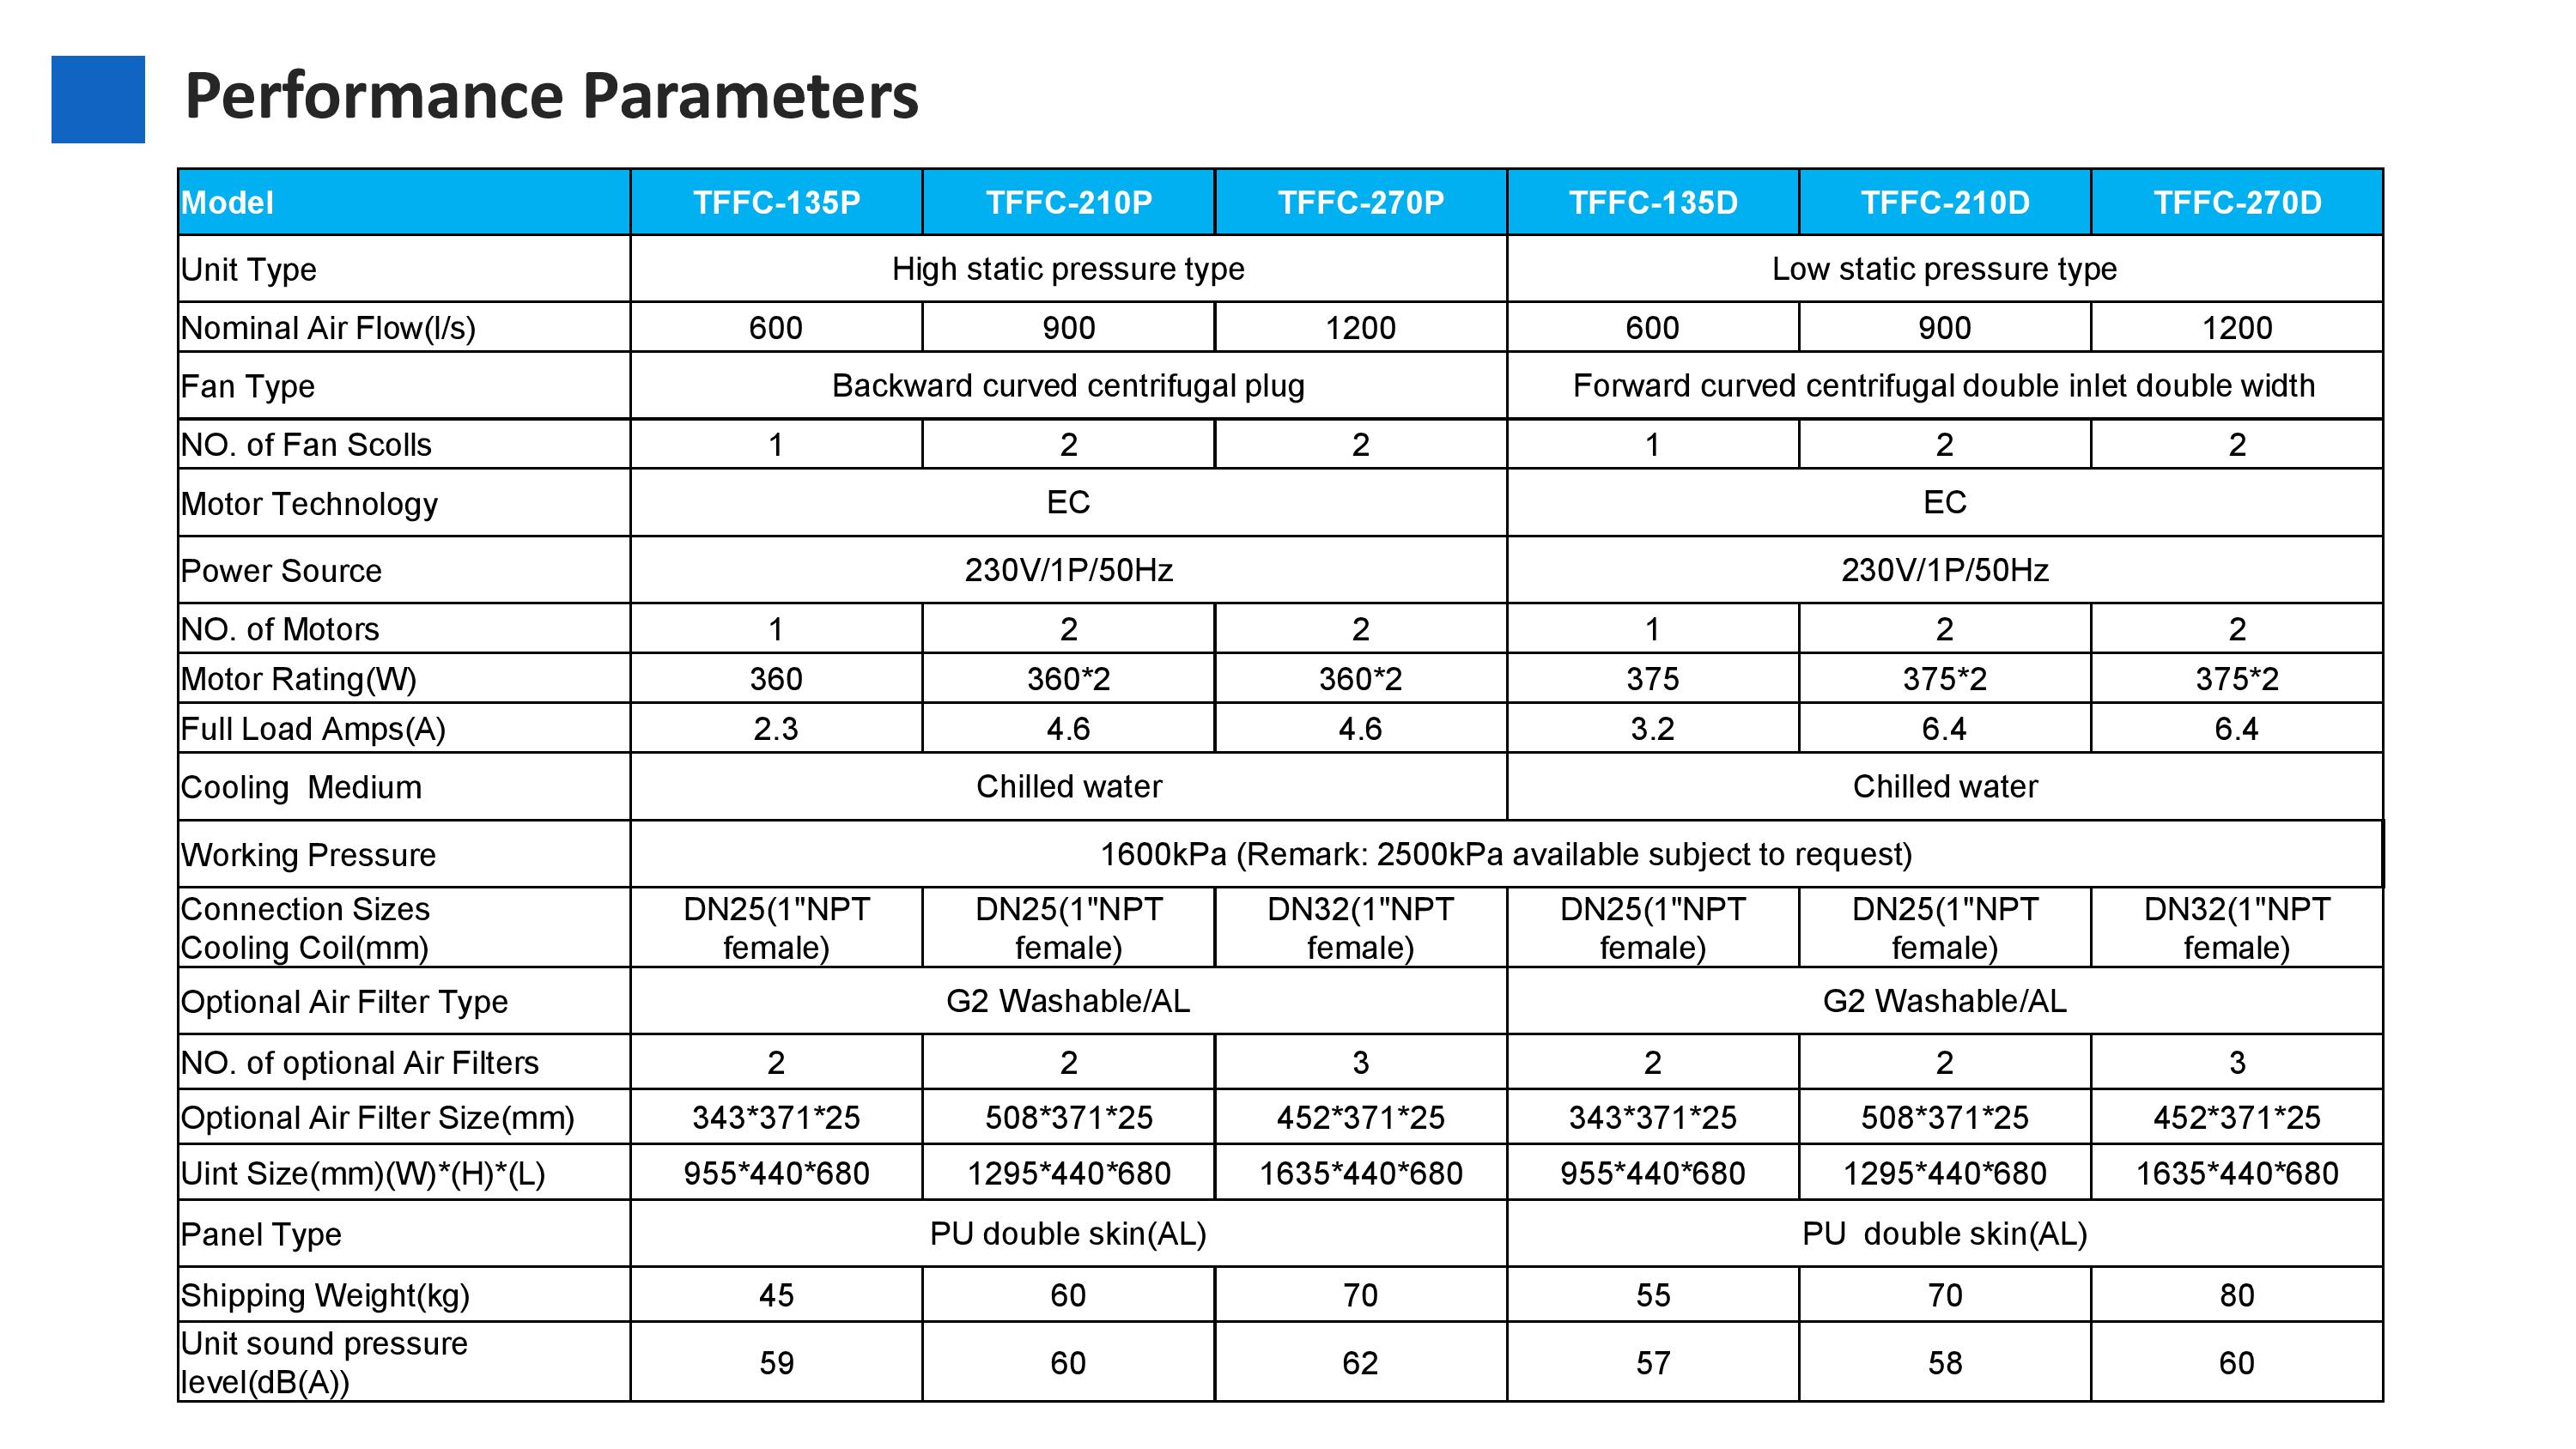 Performance Parameters
Model TFFC-135P TFFC-210P TFFC-270P TFFC-135D TFFC-210D TFFC-270D
Unit Type High static pressure type Low static pressure type
Nominal Air Flow(l/s) 600 900 1200 600 900 1200
Fan Type Backward curved centrifugal plug Forward curved centrifugal double inlet double width
NO. of Fan Scolls 1 2 2 1 2 2
Motor Technology EC EC
Power Source 230V/1P/50Hz 230V/1P/50Hz
NO. of Motors 1 2 2 1 2 2
Motor Rating(W) 360 360*2 360*2 375 375*2 375*2
Full Load Amps(A) 2.3 4.6 4.6 3.2 6.4 6.4
Cooling  Medium Chilled water Chilled water
Working Pressure 1600kPa (Remark: 2500kPa available subject to request)
Connection Sizes DN25(1"NPT DN25(1"NPT DN32(1"NPT DN25(1"NPT DN25(1"NPT DN32(1"NPT
Cooling Coil(mm) female) female) female) female) female) female)
Optional Air Filter Type G2 Washable/AL G2 Washable/AL
NO. of optional Air Filters 2 2 3 2 2 3
Optional Air Filter Size(mm) 343*371*25 508*371*25 452*371*25 343*371*25 508*371*25 452*371*25
Uint Size(mm)(W)*(H)*(L) 955*440*680 1295*440*680 1635*440*680 955*440*680 1295*440*680 1635*440*680
Panel Type PU double skin(AL) PU  double skin(AL)
Shipping Weight(kg) 45 60 70 55 70 80
Unit sound pressure
level(dB(A)) 59 60 62 57 58 60